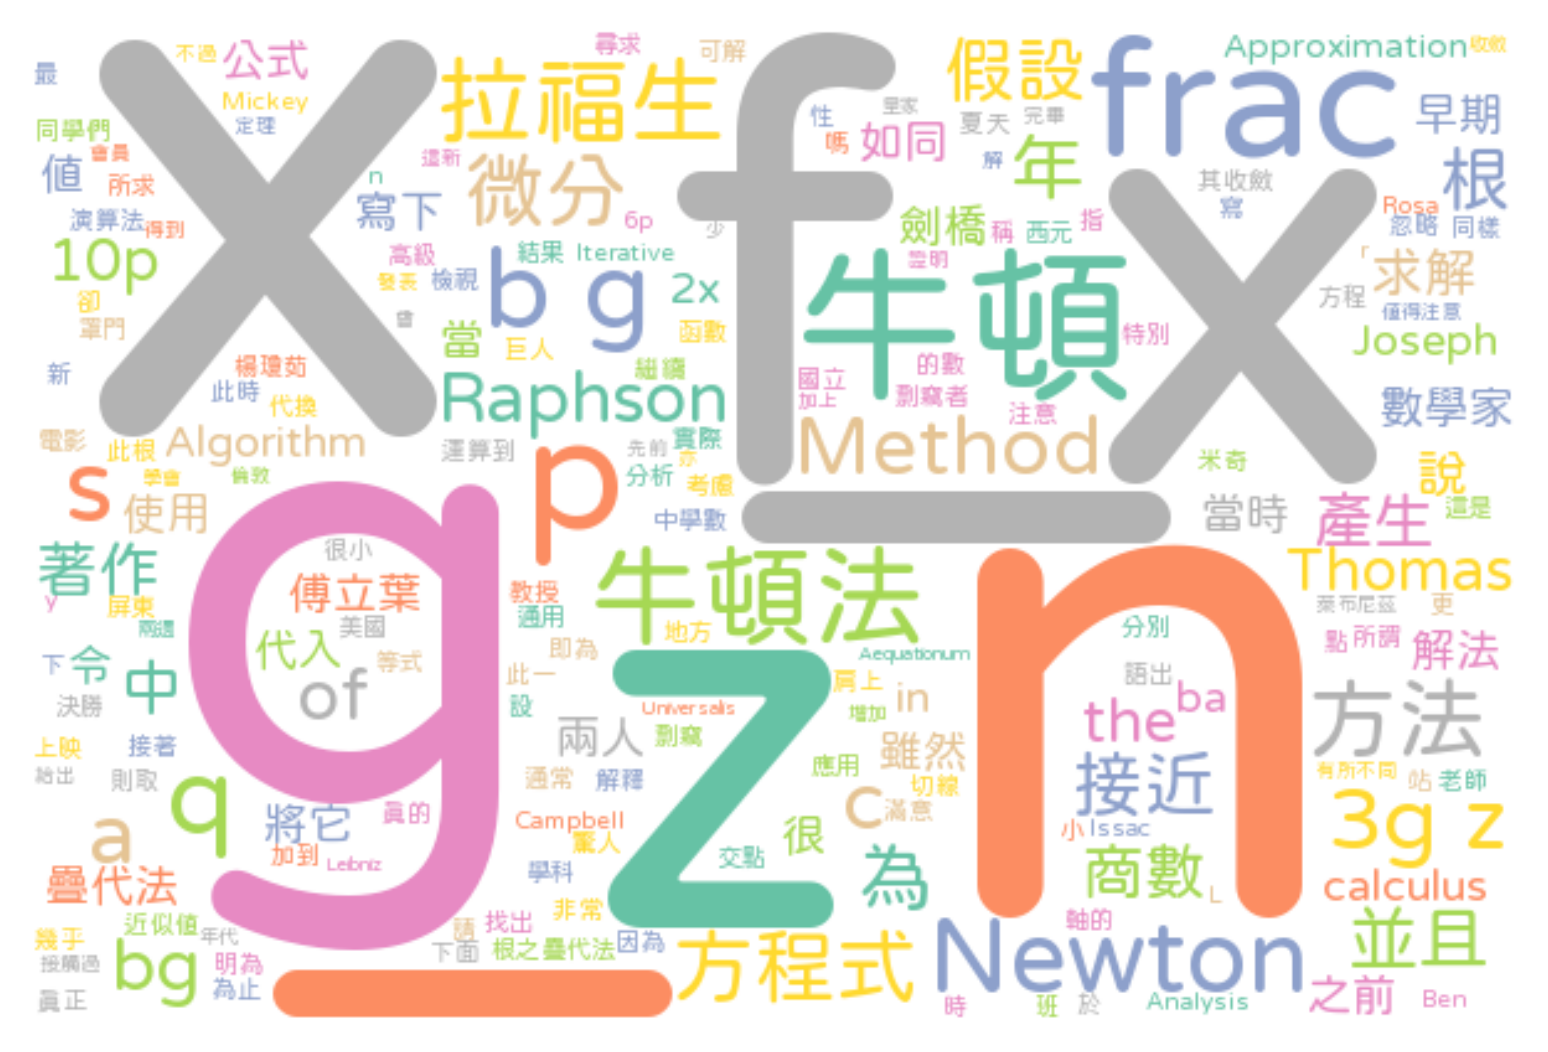 最
不過
公式
Mickey
定理
同學們
會員
值
所求
演算法
得到
10p
卻
罩門
新
X
拉福生
尋求
可解
這新
微分
n
寫下
6p
少
高級
結果
Iterative
發表
檢視
b g
2x
會
當
巨人
函數
繼續
楊瓊茹
此時
代換
Raphson
電影
此根
Algorithm
運算到
先前
實際
學會
倫敦
亦
分析
考慮
中學數
s
使用
p
f
假設
frac
Approximation
收斂
皇家
性
嗎
如同
夏天
完畢
解
年
早期
根
其收斂
寫
Rosa
忽略
同樣
劍橋
稱
西元
指
證明
「
求解
方程
值得注意
牛頓
特別
x
Joseph
國立
加上
的數
剽竊者
注意
數學家
Method
米奇
說
_
當時
產生
這是
著作
y
屏東
兩邊
很小
傅立葉
美國
代入
等式
of
g
教授
通用
牛頓法
地方
即為
此一
設
n
Thomas
萊布尼茲
更
分別
點
所謂
解法
下
令
中
決勝
上映
接著
給出
則取
q
將它
真的
a
加到
Leibniz
疊代法
z
Aequationum
肩上
in
Universalis
增加
兩人
剽竊
雖然
通常
解釋
應用
切線
Campbell
驚人
c
滿意
很
交點
學科
為
語出
the
ba
方法
接近
有所不同
站
老師
小
Issac
3g z
商數
L
calculus
近似值
年代
幾乎
接觸過
bg
明為
為止
真正
非常
請
找出
下面
根之疊代法
因為
_
方程式
軸的
Newton
並且
之前
Ben
時
班
於
Analysis